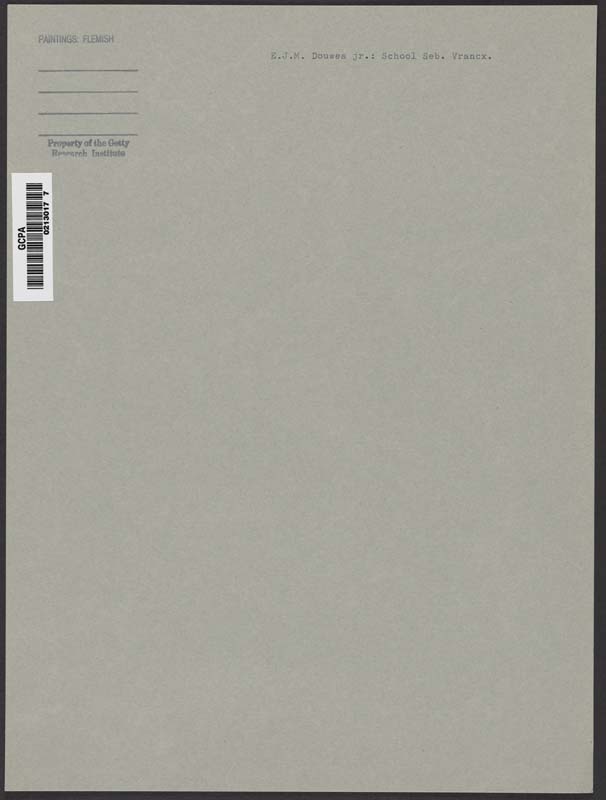 PAINTINGS: FLEMISH
E.J.M. Douwes jr.: School Seb. Vrancx.
Property of the Getty
Research Institute
GCPA
0213017 7